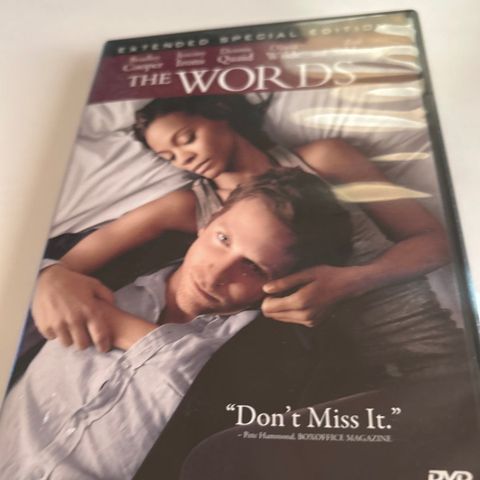 EXTENDED SPECIAL EDITION
Bradley Jeremy Dennis Olivia
Cooper Irons Quaid
THE WORDS
“Don't Miss It.”
– Pete Hammond, BOXOFFICE MAGAZINE
DVD